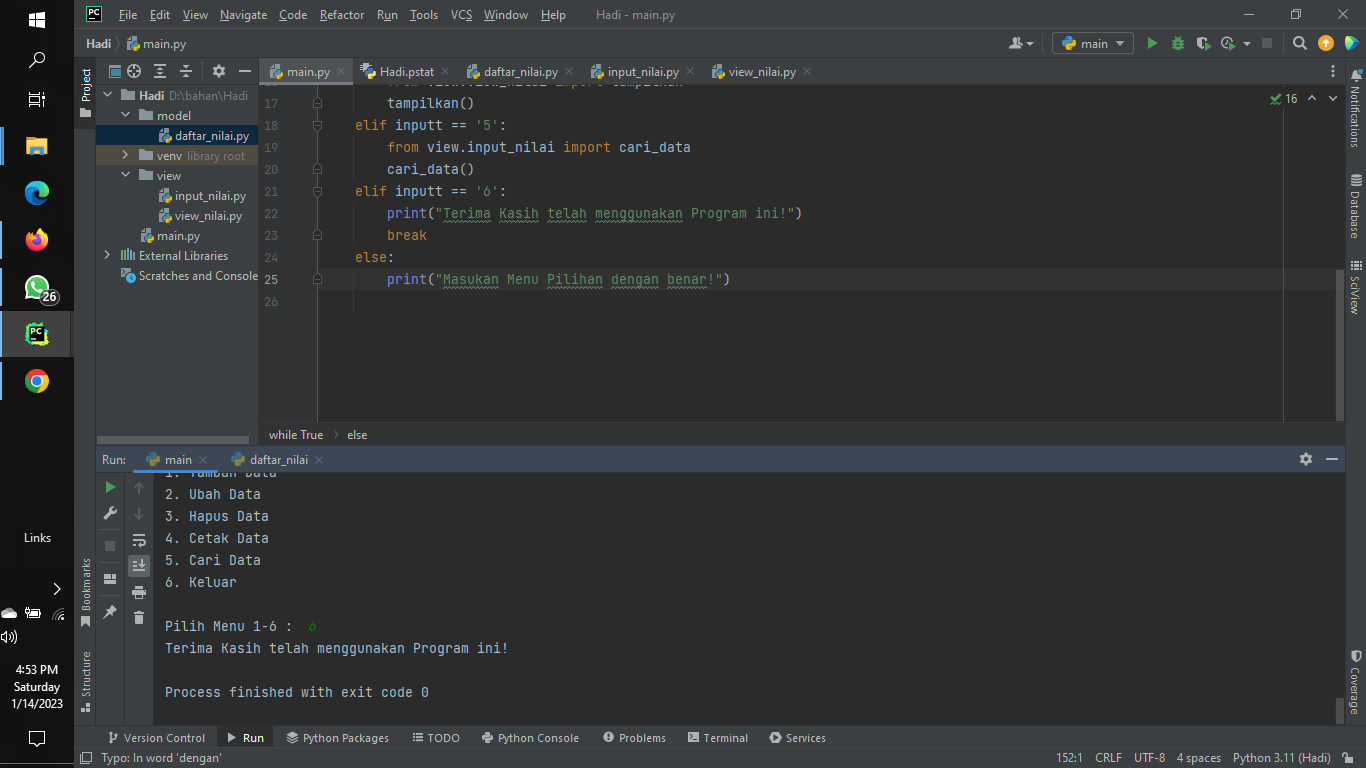 File Edit View Navigate Code Refactor Run Tools VCS Window Help Hadi - main.py
Hadi main.py
main
Project
main.py Hadi.pstat daftar_nilai.py input_nilai.py view_nilai.py
Hadi D:\bahan\Hadi
model
daftar_nilai.py
venv library root
view
input_nilai.py
view_nilai.py
main.py
External Libraries
Scratches and Console
16
17 tampilkan()
18 elif inputt == '5':
19 from view.input_nilai import cari_data
20 cari_data()
21 elif inputt == '6':
22 print("Terima Kasih telah menggunakan Program ini!")
23 break
24 else:
25 print("Masukan Menu Pilihan dengan benar!")
26
while True else
Notifications
Database
SciView
Run: main daftar_nilai
1. Tambah Data
2. Ubah Data
3. Hapus Data
4. Cetak Data
5. Cari Data
6. Keluar
Pilih Menu 1-6 : 6
Terima Kasih telah menggunakan Program ini!
Process finished with exit code 0
Bookmarks
Structure
Coverage
Version Control Run Python Packages TODO Python Console Problems Terminal Services
Typo: In word 'dengan' 152:1 CRLF UTF-8 4 spaces Python 3.11 (Hadi)
PC
26
PC
Links
4:53 PM
Saturday
1/14/2023